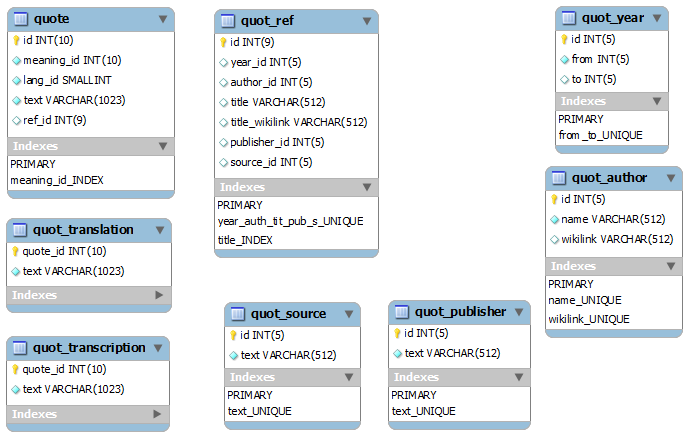 quote
id INT(10)
meaning_id INT(10)
lang_id SMALLINT
text VARCHAR(1023)
ref_id INT(9)
Indexes
PRIMARY
meaning_id_INDEX
quot_translation
quote_id INT(10)
text VARCHAR(1023)
Indexes
quot_transcription
quote_id INT(10)
text VARCHAR(1023)
Indexes
quot_ref
id INT(9)
year_id INT(5)
author_id INT(5)
title VARCHAR(512)
title_wikilink VARCHAR(512)
publisher_id INT(5)
source_id INT(5)
Indexes
PRIMARY
year_auth_tit_pub_s_UNIQUE
title_INDEX
quot_source
id INT(5)
text VARCHAR(512)
Indexes
PRIMARY
text_UNIQUE
quot_publisher
id INT(5)
text VARCHAR(512)
Indexes
PRIMARY
text_UNIQUE
quot_year
id INT(5)
from INT(5)
to INT(5)
Indexes
PRIMARY
from_to_UNIQUE
quot_author
id INT(5)
name VARCHAR(512)
wikilink VARCHAR(512)
Indexes
PRIMARY
name_UNIQUE
wikilink_UNIQUE